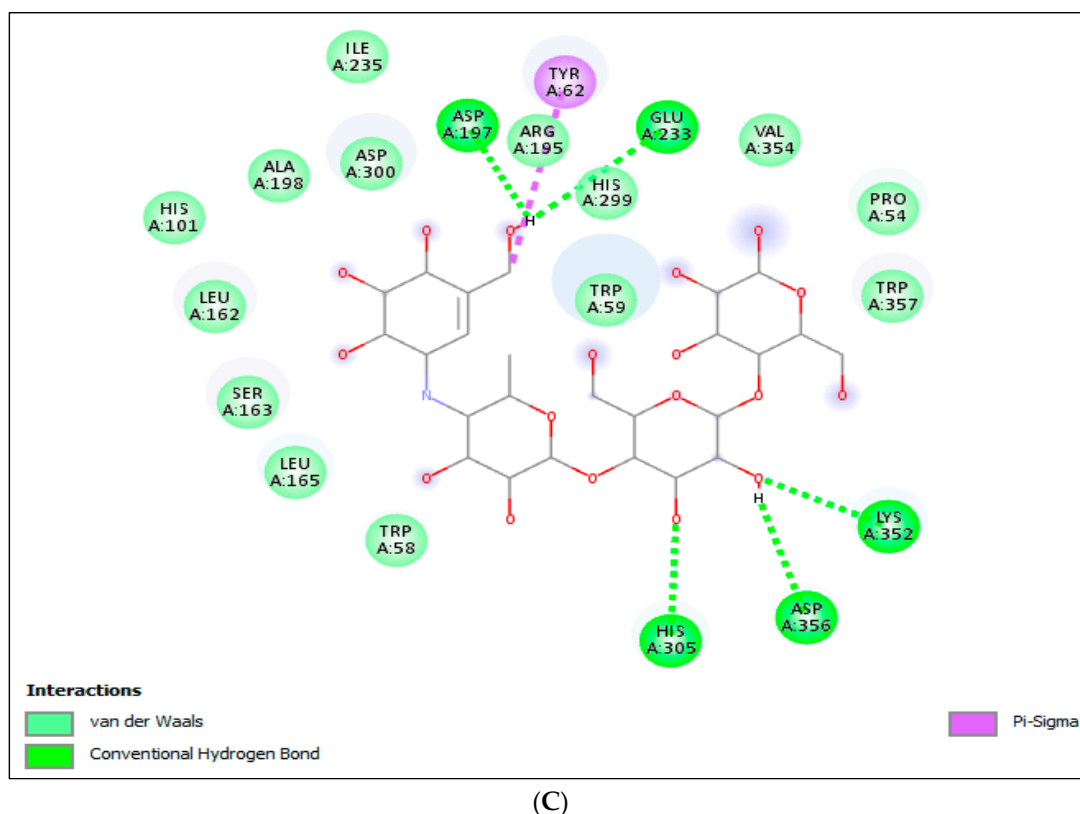 ILE
A:235
TYR
A:62
ASP
A:197
ARG
A:195
GLU
A:233
VAL
A:354
ALA
A:198
ASP
A:300
HIS
A:299
PRO
A:54
HIS
A:101
H
O
O
O
O
O
LEU
A:162
TRP
A:59
O
O
TRP
A:357
O
O
O
O
SER
A:163
N
O
O
O
O
LEU
A:165
O
O
O
H
O
O
LYS
A:352
TRP
A:58
ASP
A:356
HIS
A:305
Interactions
van der Waals
Conventional Hydrogen Bond
Pi-Sigma
(C)